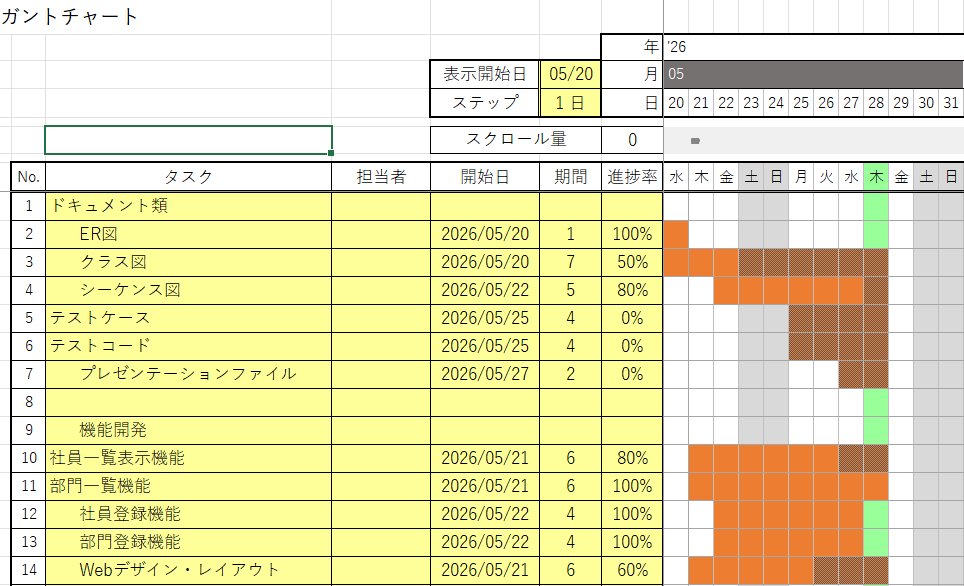 ガントチャート
年 '26
表示開始日 05/20 月 05
ステップ 1 日 日 20 21 22 23 24 25 26 27 28 29 30 31
スクロール量 0
No. タスク 担当者 開始日 期間 進捗率 水 木 金 土 日 月 火 水 木 金 土 日
1 ドキュメント類
2 ER図 2026/05/20 1 100%
3 クラス図 2026/05/20 7 50%
4 シーケンス図 2026/05/22 5 80%
5 テストケース 2026/05/25 4 0%
6 テストコード 2026/05/25 4 0%
7 プレゼンテーションファイル 2026/05/27 2 0%
8
9 機能開発
10 社員一覧表示機能 2026/05/21 6 80%
11 部門一覧機能 2026/05/21 6 100%
12 社員登録機能 2026/05/22 4 100%
13 部門登録機能 2026/05/22 4 100%
14 Webデザイン・レイアウト 2026/05/21 6 60%